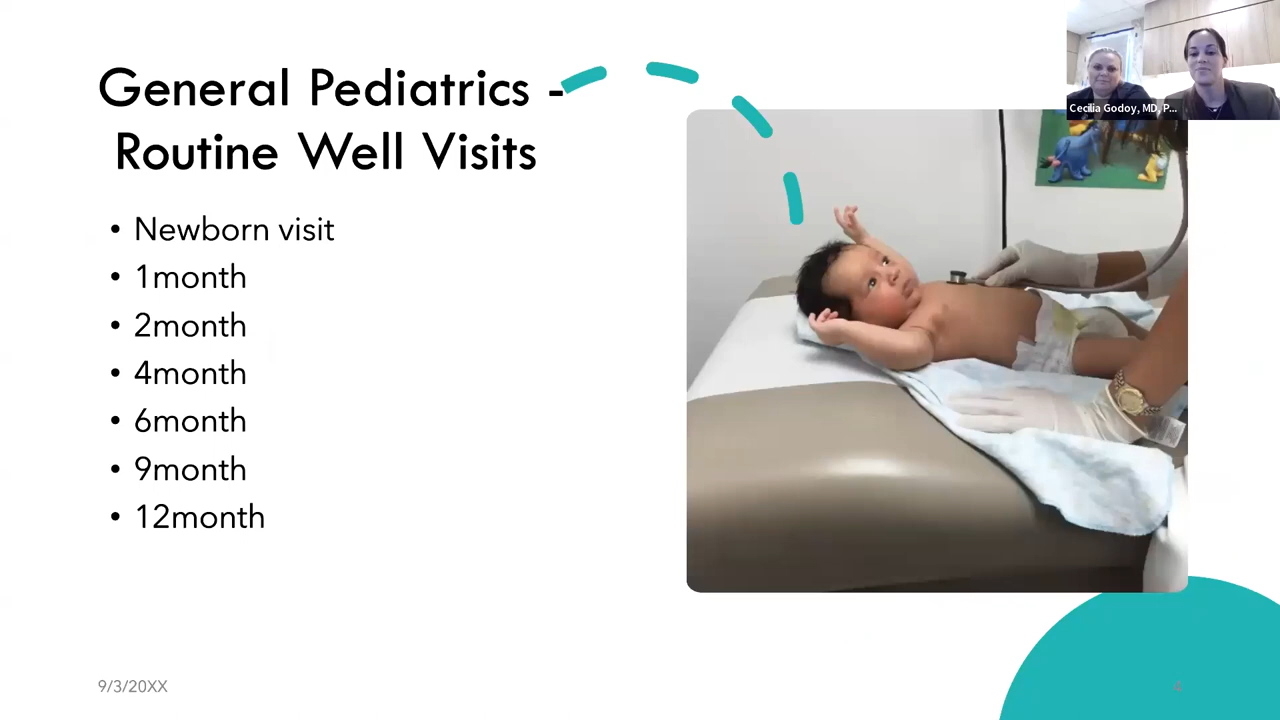 General Pediatrics -
Routine Well Visits
• Newborn visit
• 1month
• 2month
• 4month
• 6month
• 9month
• 12month
Cecilia Godoy, MD, P...
9/3/20XX
4